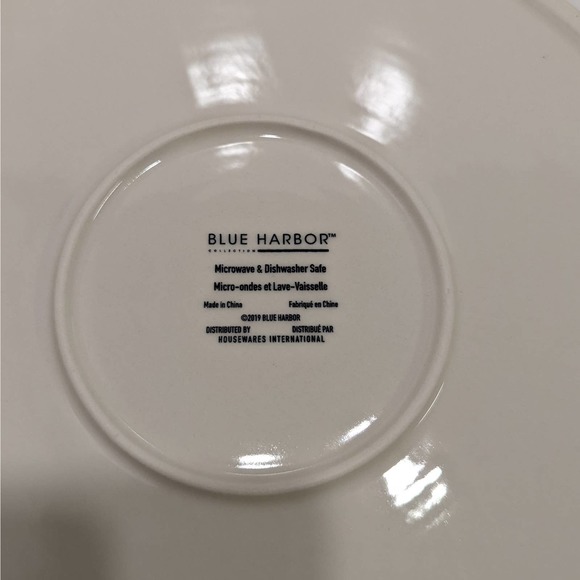 BLUE HARBOR™
COLLECTION
Microwave & Dishwasher Safe
Micro-ondes et Lave-Vaisselle
Made in China Fabriqué en Chine
©2019 BLUE HARBOR
DISTRIBUTED BY DISTRIBUÉ PAR
HOUSEWARES INTERNATIONAL